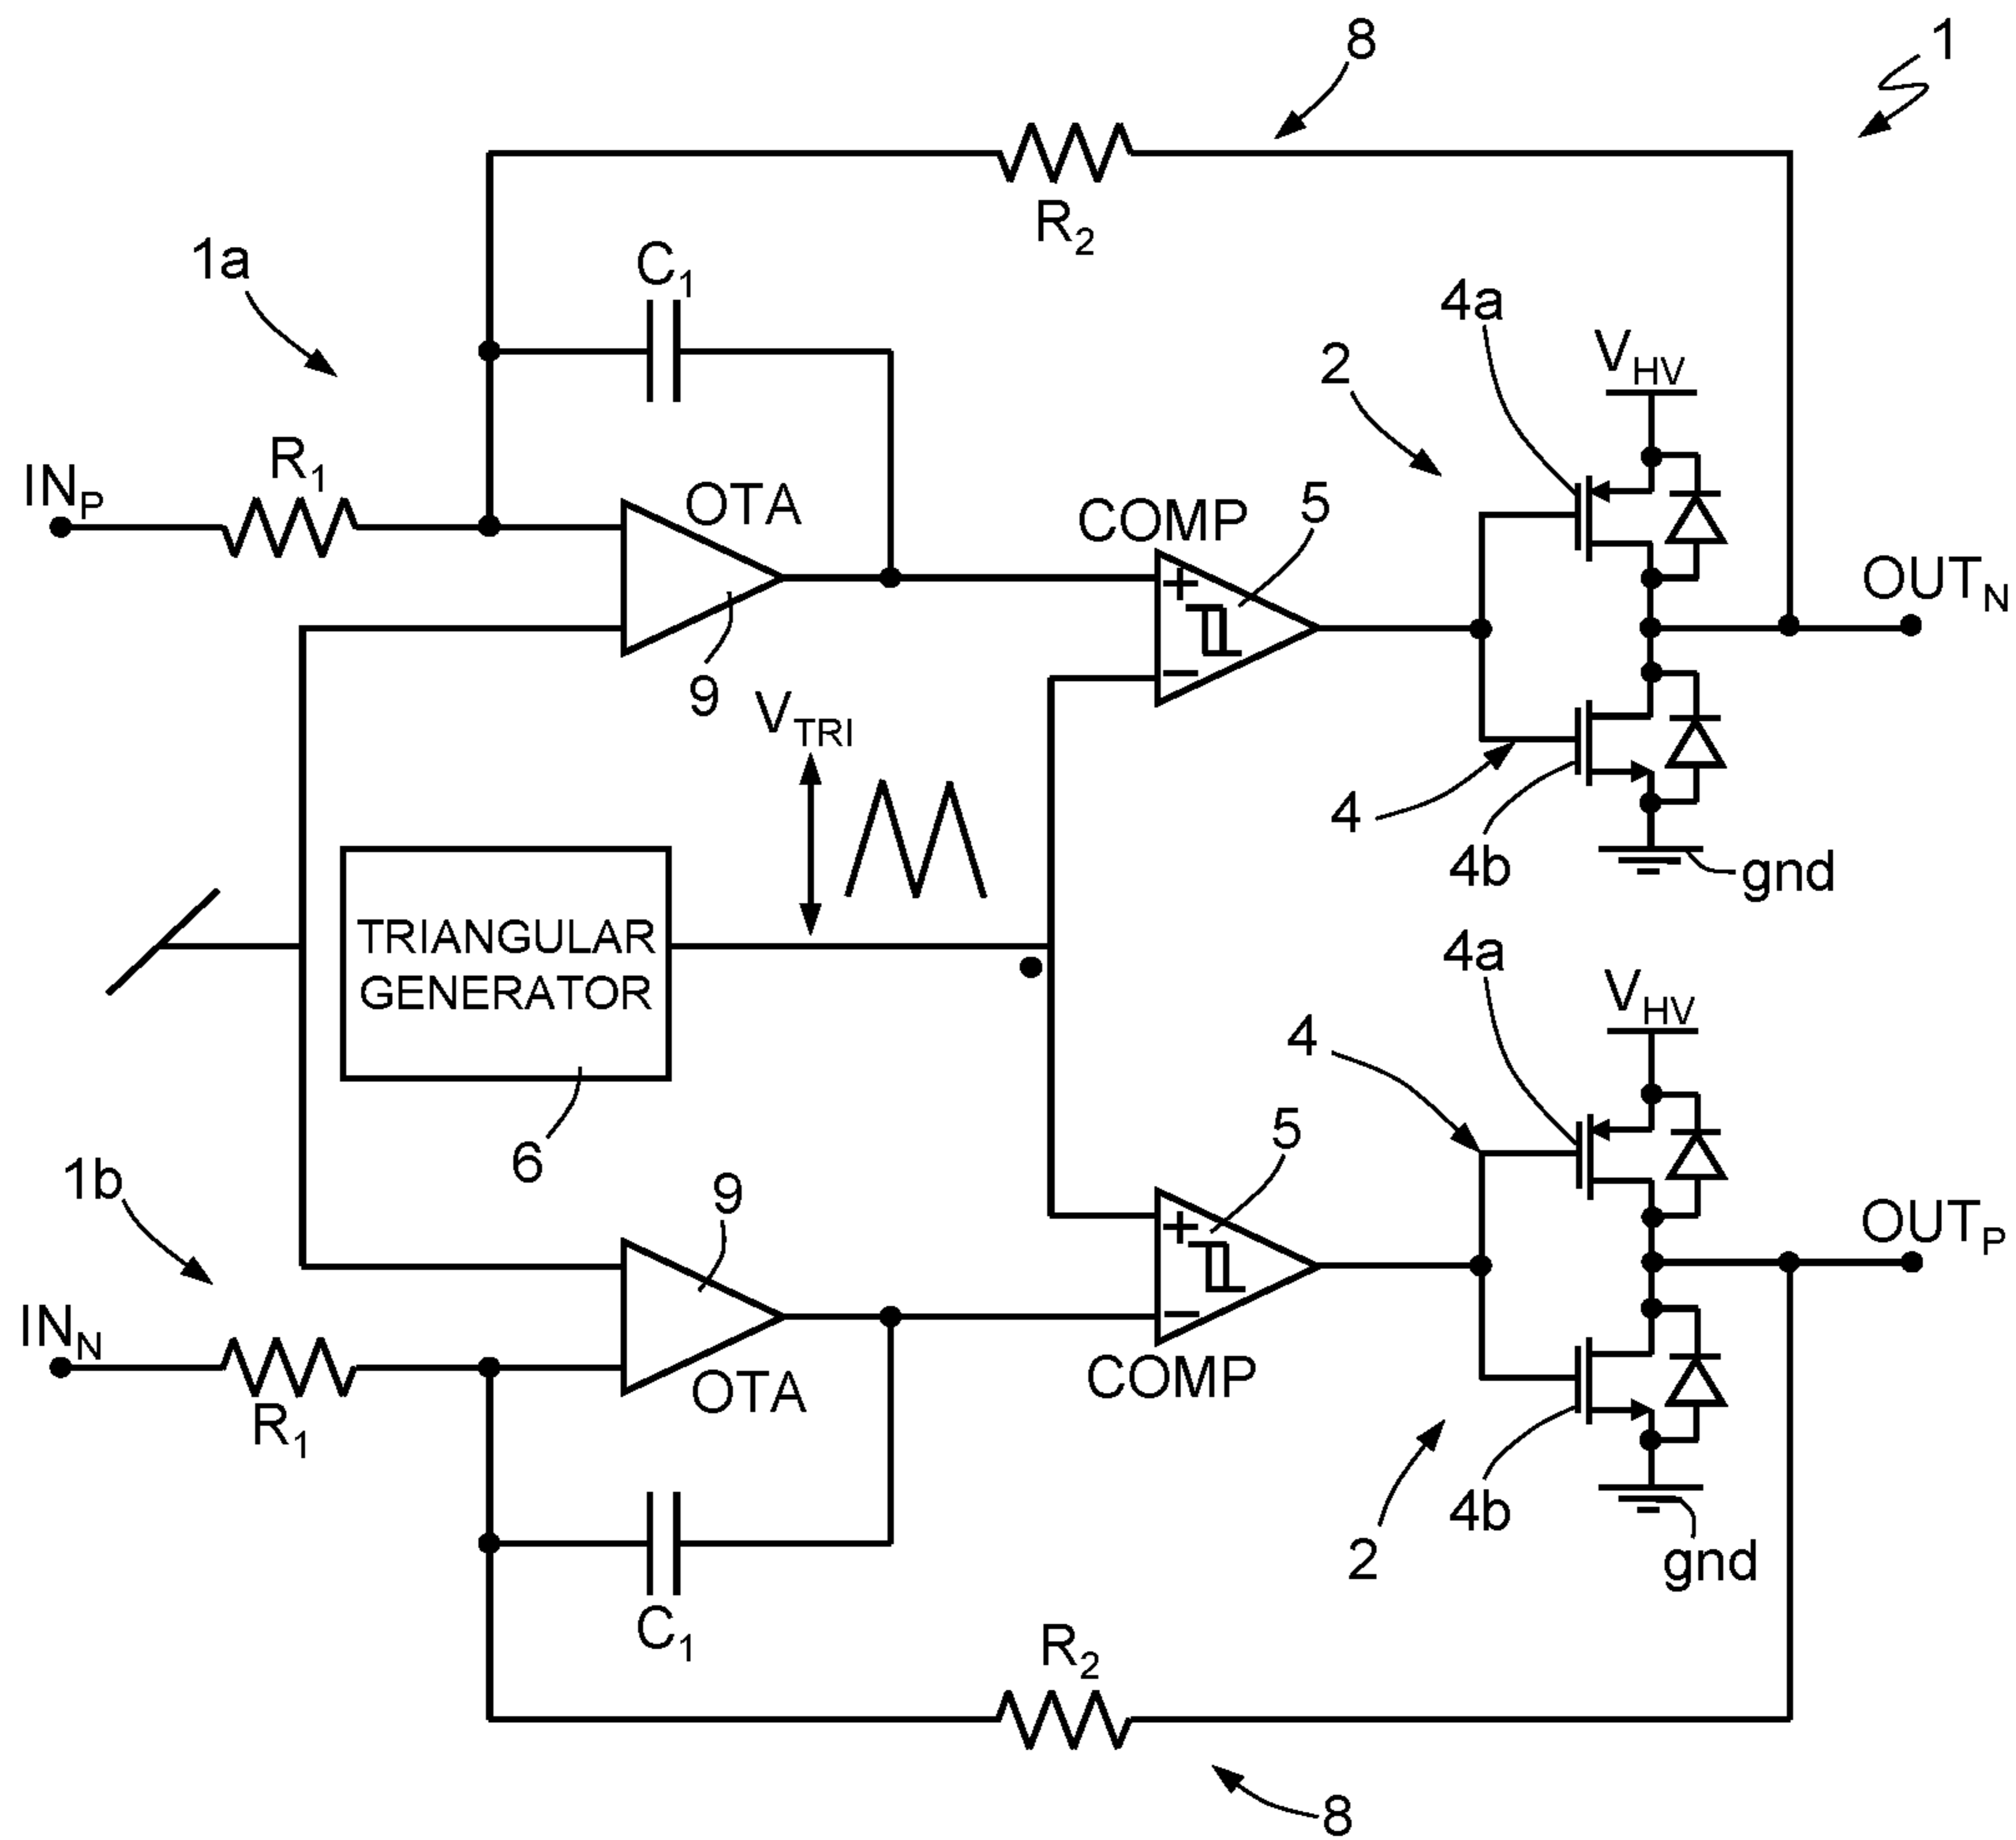 8
1
R2
1a
C1
4a
VHV
2
R1
INP
OTA
COMP
5
+
−
OUTN
9
VTRI
4
4b
gnd
TRIANGULAR
GENERATOR
6
4a
VHV
4
5
1b
9
+
−
OUTP
INN
R1
OTA
COMP
2
4b
gnd
C1
R2
8